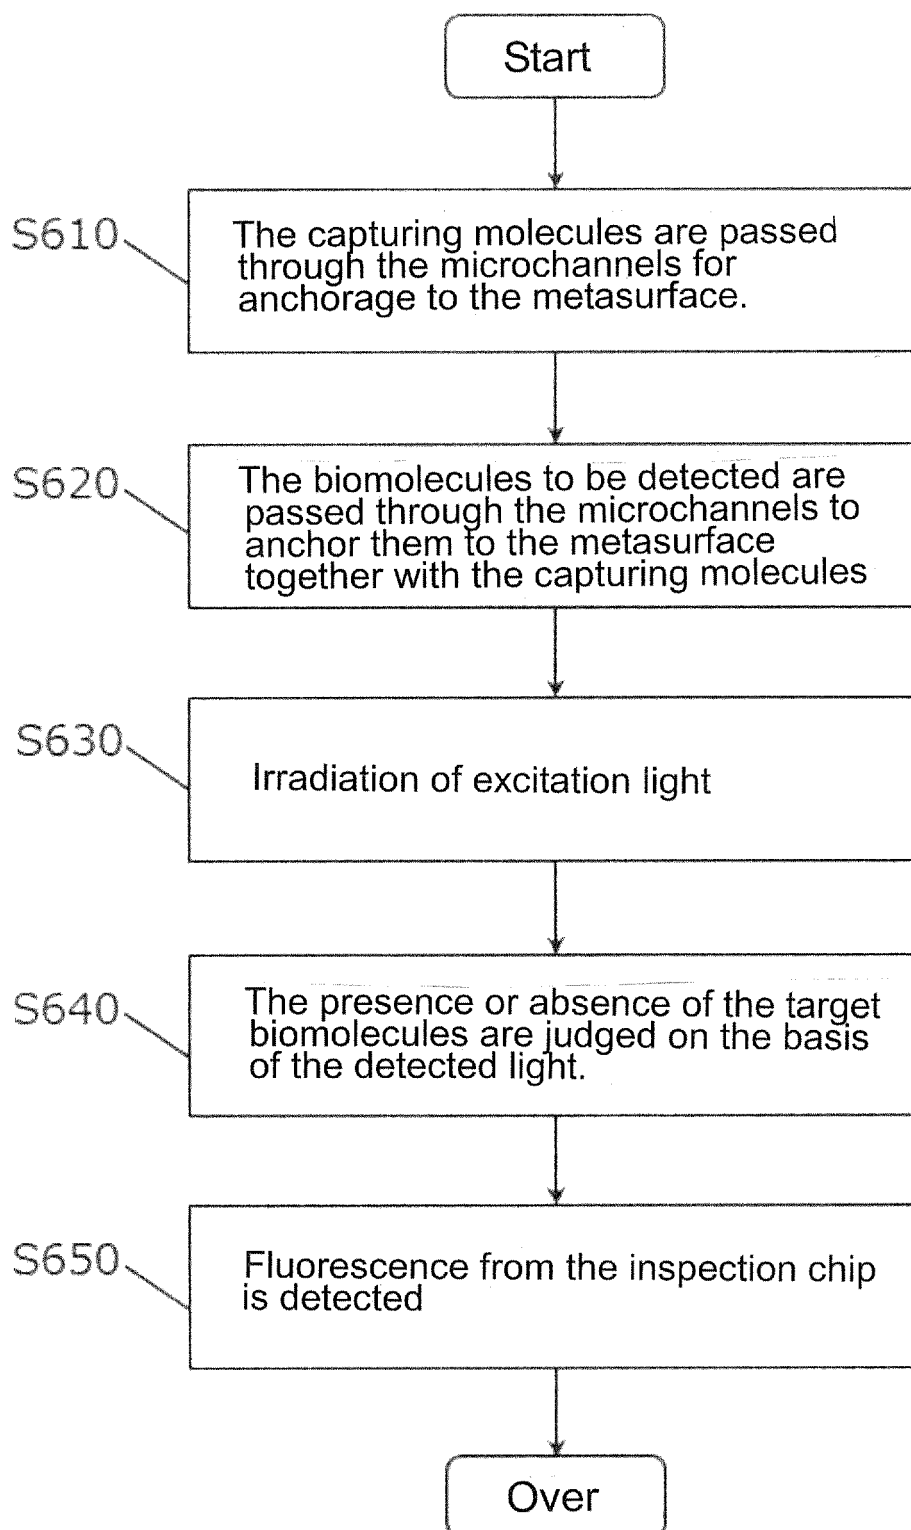 Start
S610
The capturing molecules are passed
through the microchannels for
anchorage to the metasurface.
S620
The biomolecules to be detected are
passed through the microchannels to
anchor them to the metasurface
together with the capturing molecules
S630
Irradiation of excitation light
S640
The presence or absence of the target
biomolecules are judged on the basis
of the detected light.
S650
Fluorescence from the inspection chip
is detected
Over